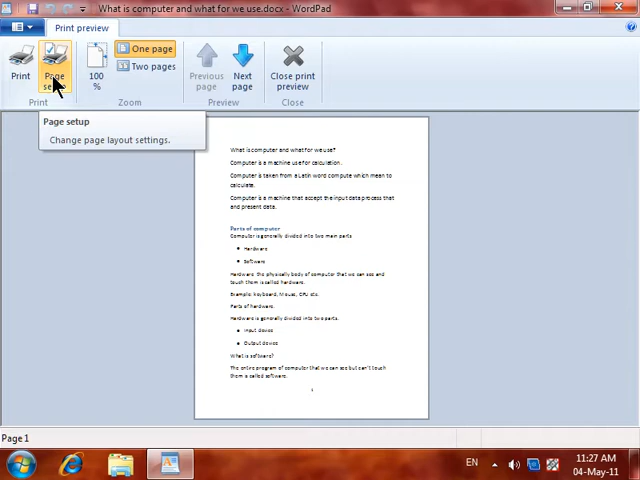 What is computer and what for we use.docx - WordPad
Print preview
Print
Page
100
%
One page
Two pages
Previous
page
Next
page
Close print
preview
Print
Zoom
Preview
Close
Page setup
Change page layout settings.
What is computer and what for we use?
Computer is a machine use for calculation.
Computer is taken from a Latin word compute which mean to
calculate.
Computer is a machine that accept the input data process that
and present data.
Parts of computer
Computer is generally divided into two main parts
Hardware
Software
Hardware: the physically body of computer that we can see and
touch them is called hardware.
Example: keyboard, Mouse, CPU etc.
Parts of hardware.
Hardware is generally divided into two parts.
Input device
Output device
What is software?
The entire program of computer that we can see but can't touch
them is called software.
1
Page 1
EN
11:27 AM
04-May-11